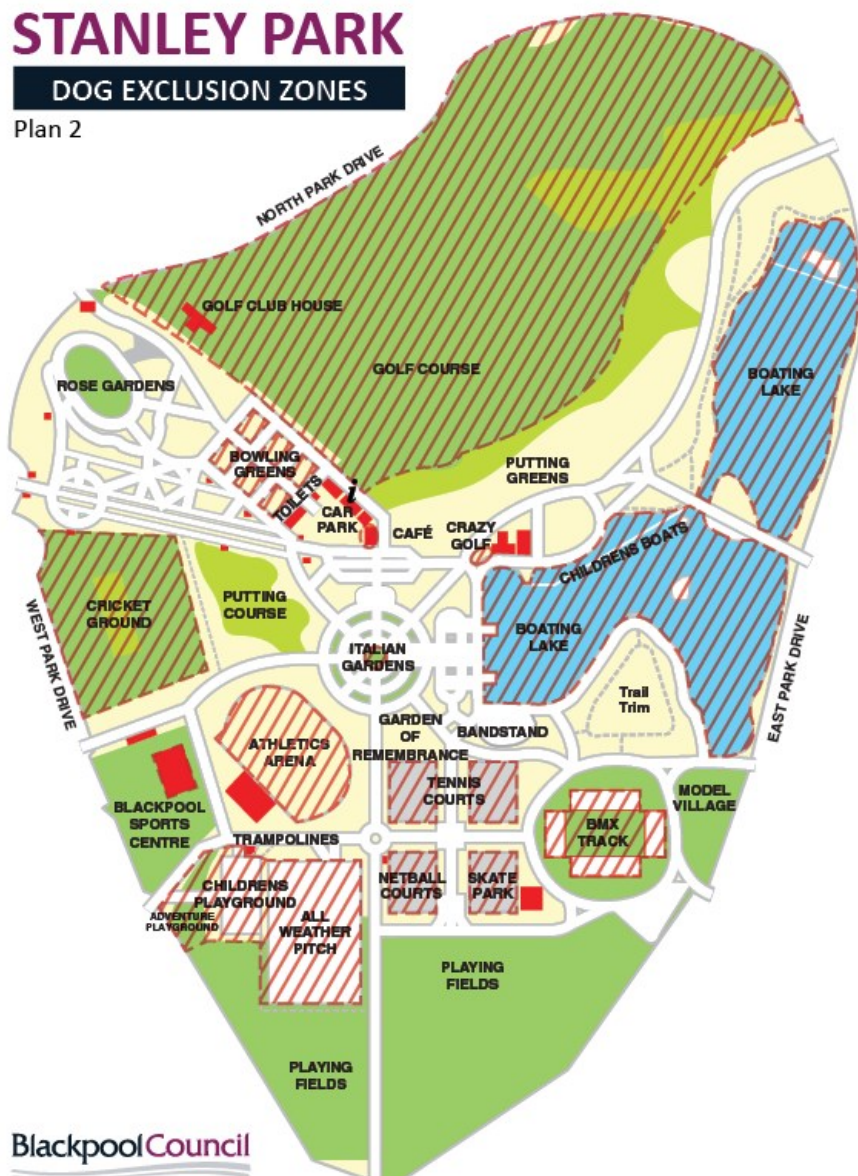 STANLEY PARK
DOG EXCLUSION ZONES
Plan 2
NORTH PARK DRIVE
GOLF CLUB HOUSE
GOLF COURSE
ROSE GARDENS
BOATING
LAKE
BOWLING
GREENS
PUTTING
GREENS
TOILETS
i
CAR
PARK
CAFÉ
CRAZY
GOLF
CHILDRENS BOATS
CRICKET
GROUND
PUTTING
COURSE
WEST PARK DRIVE
ITALIAN
GARDENS
BOATING
LAKE
EAST PARK DRIVE
Trail
Trim
GARDEN
OF
REMEMBRANCE
BANDSTAND
ATHLETICS
ARENA
TENNIS
COURTS
MODEL
VILLAGE
BLACKPOOL
SPORTS
CENTRE
TRAMPOLINES
BMX
TRACK
CHILDRENS
PLAYGROUND
NETBALL
COURTS
SKATE
PARK
ADVENTURE
PLAYGROUND
ALL
WEATHER
PITCH
PLAYING
FIELDS
PLAYING
FIELDS
BlackpoolCouncil